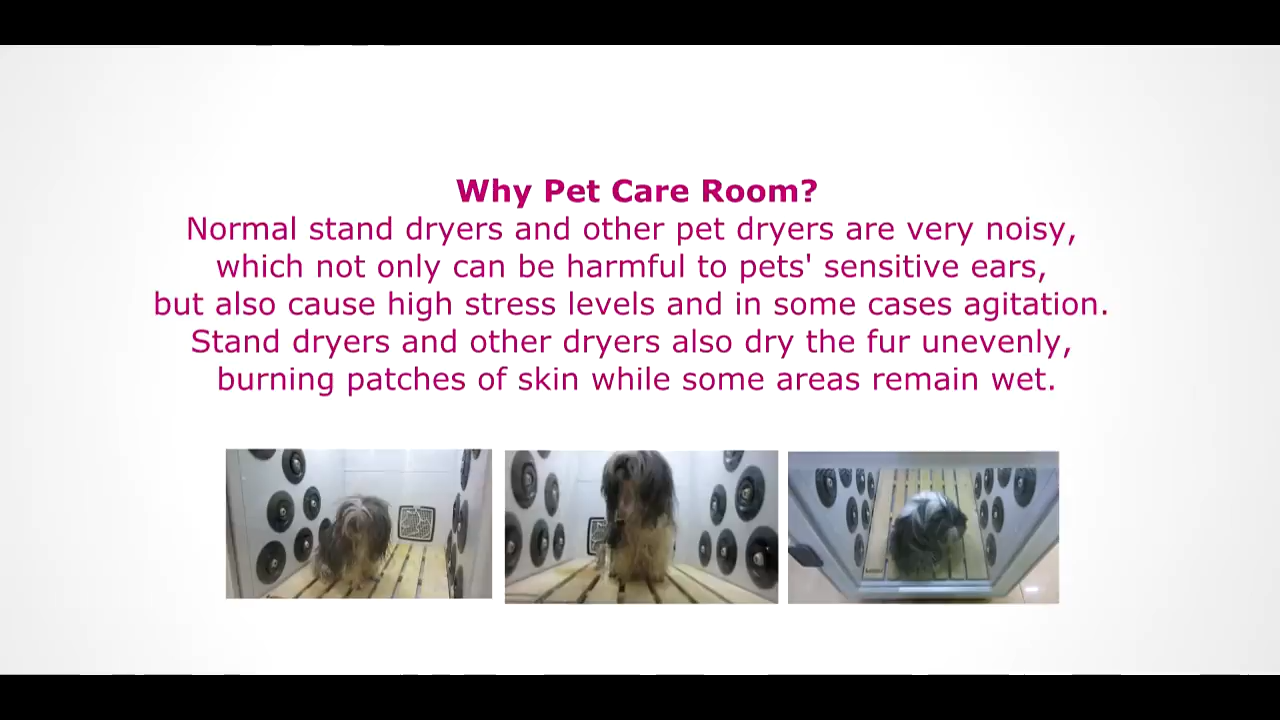 Why Pet Care Room?
Normal stand dryers and other pet dryers are very noisy,
which not only can be harmful to pets' sensitive ears,
but also cause high stress levels and in some cases agitation.
Stand dryers and other dryers also dry the fur unevenly,
burning patches of skin while some areas remain wet.